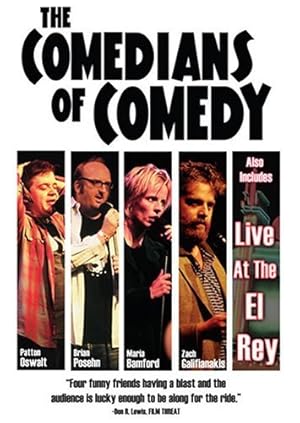 THE
COMEDIANS
OF COMEDY
Also
Includes
Live
At The
El
Rey
Patton
Oswalt
Brian
Posehn
Maria
Bamford
Zach
Galifianakis
"Four funny friends having a blast and the
audience is lucky enough to be along for the ride."
-Don R. Lewis, FILM THREAT